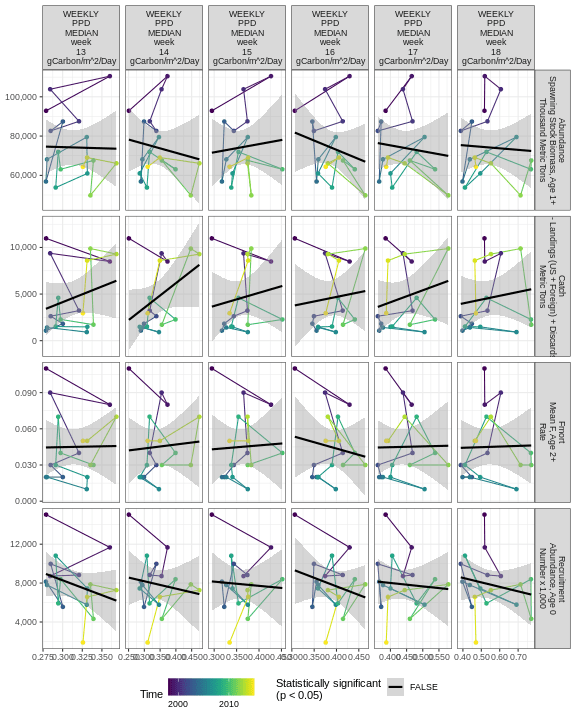 WEEKLY
PPD
MEDIAN
week
13
gCarbon/m^2/Day
WEEKLY
PPD
MEDIAN
week
14
gCarbon/m^2/Day
WEEKLY
PPD
MEDIAN
week
15
gCarbon/m^2/Day
WEEKLY
PPD
MEDIAN
week
16
gCarbon/m^2/Day
WEEKLY
PPD
MEDIAN
week
17
gCarbon/m^2/Day
WEEKLY
PPD
MEDIAN
week
18
gCarbon/m^2/Day
100,000
80,000
60,000
Abundance
Spawning Stock Biomass, Age 1+
Thousand Metric Tons
10,000
5,000
0
Catch
- Landings (US + Foreign) + Discards
Metric Tons
0.090
0.060
0.030
0.000
Fmort
Mean F, Age 2+
Rate
12,000
8,000
4,000
Recruitment
Abundance, Age 0
Number x 1,000
0.275 0.300 0.325 0.350
0.250 0.300 0.350 0.400 0.450
0.300 0.350 0.400 0.450
0.300 0.350 0.400 0.450
0.400 0.450 0.500 0.550
0.40 0.50 0.60 0.70
Time
2000 2010
Statistically significant
(p < 0.05)
FALSE